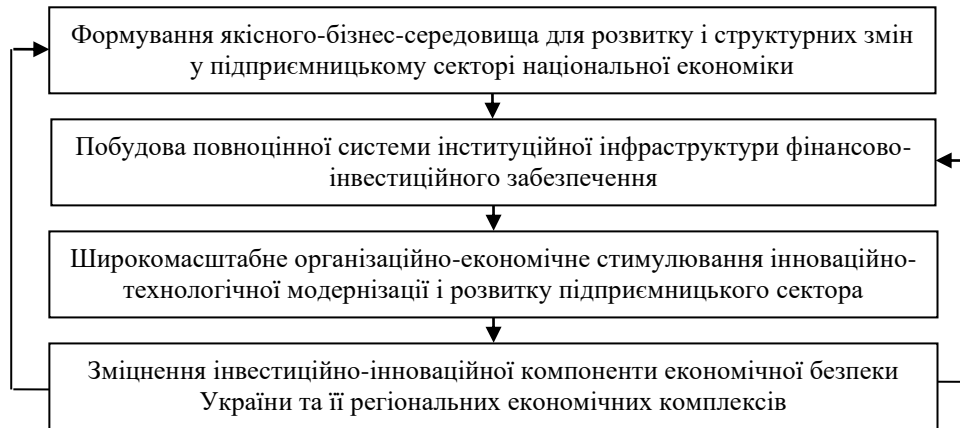 Формування якісного-бізнес-середовища для розвитку і структурних змін
у підприємницькому секторі національної економіки
Побудова повноцінної системи інституційної інфраструктури фінансово-
інвестиційного забезпечення
Широкомасштабне організаційно-економічне стимулювання інноваційно-
технологічної модернізації і розвитку підприємницького сектора
Зміцнення інвестиційно-інноваційної компоненти економічної безпеки
України та її регіональних економічних комплексів